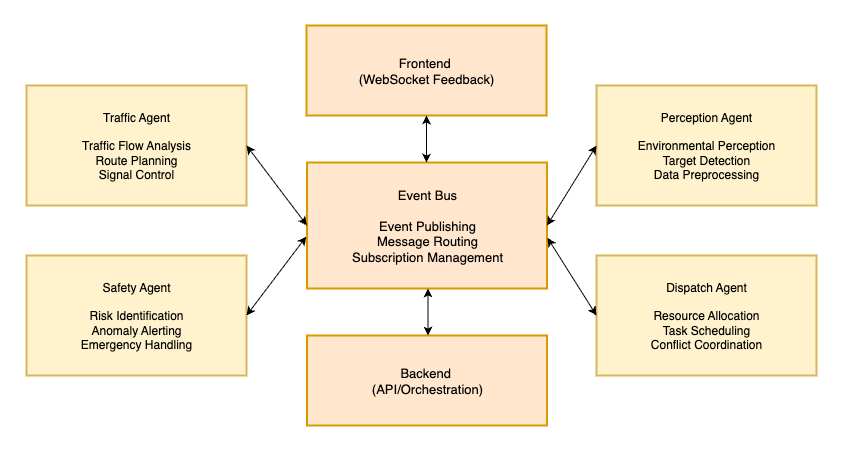 Frontend
(WebSocket Feedback)
Traffic Agent
Traffic Flow Analysis
Route Planning
Signal Control
Perception Agent
Environmental Perception
Target Detection
Data Preprocessing
Event Bus
Event Publishing
Message Routing
Subscription Management
Safety Agent
Risk Identification
Anomaly Alerting
Emergency Handling
Dispatch Agent
Resource Allocation
Task Scheduling
Conflict Coordination
Backend
(API/Orchestration)